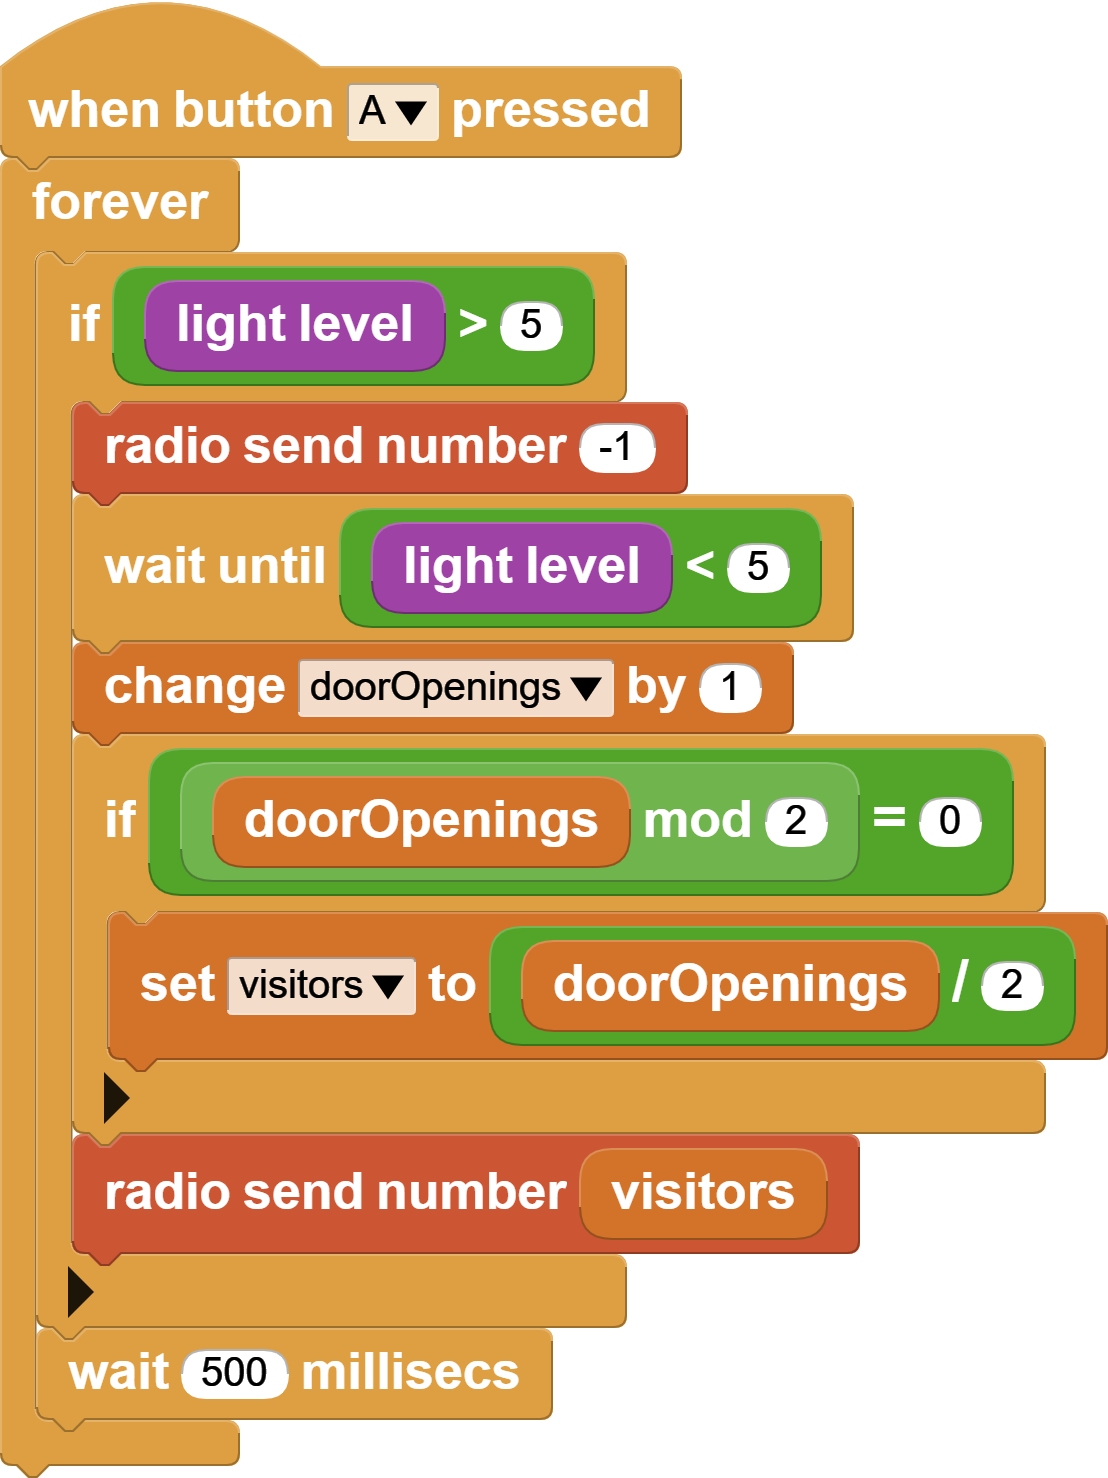 when button A pressed
forever
if light level > 5
radio send number -1
wait until light level < 5
change doorOpenings by 1
if doorOpenings mod 2 = 0
set visitors to doorOpenings / 2
radio send number visitors
wait 500 millisecs